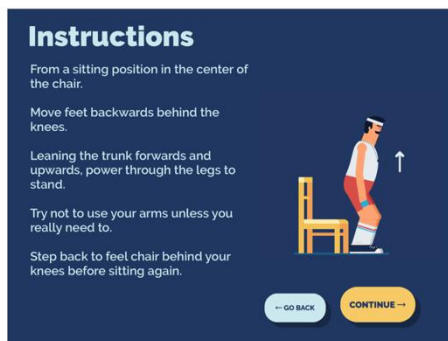 Instructions
From a sitting position in the center of
the chair.
Move feet backwards behind the
knees.
Leaning the trunk forwards and
upwards, power through the legs to
stand.
Try not to use your arms unless you
really need to.
Step back to feel chair behind your
knees before sitting again.
← GO BACK
CONTINUE →